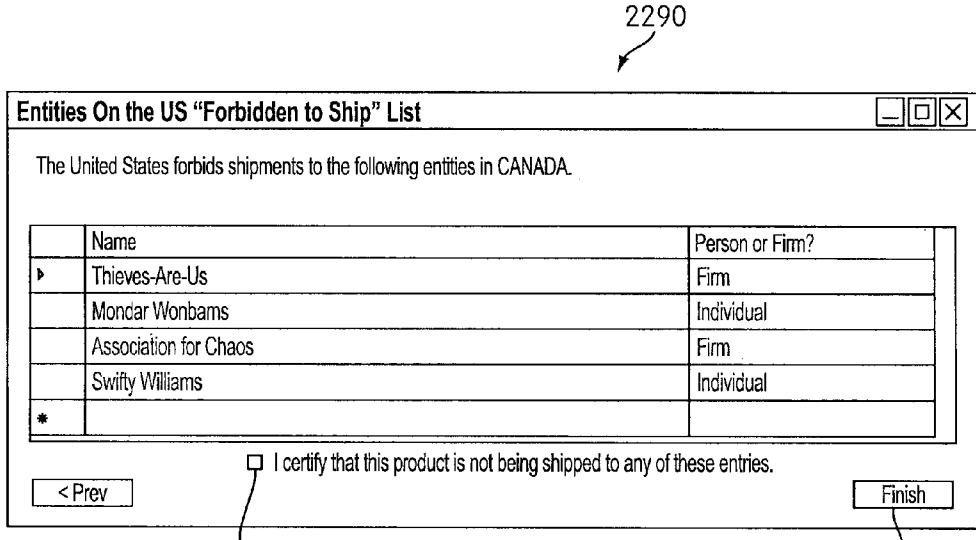 2290
Entities On the US "Forbidden to Ship" List
The United States forbids shipments to the following entities in CANADA.
Name Person or Firm?
Thieves-Are-Us Firm
Mondar Wonbams Individual
Association for Chaos Firm
Swifty Williams Individual
*
I certify that this product is not being shipped to any of these entries.
< Prev Finish